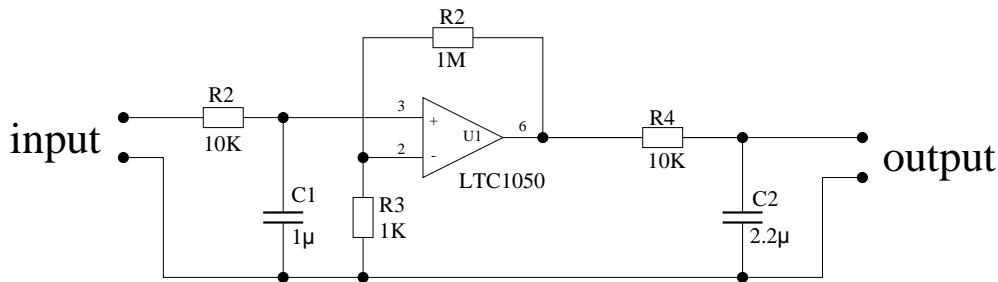 R2
1M
R2
10K
input
3
+
2
-
U1
6
LTC1050
R4
10K
output
C1
1µ
R3
1K
C2
2.2µ